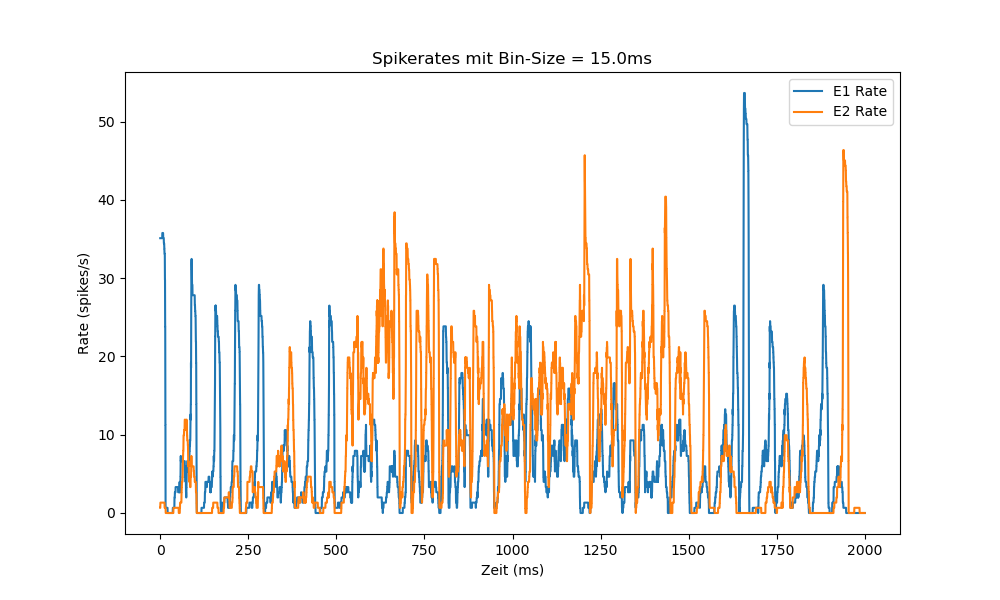 Spikerates mit Bin-Size = 15.0ms
E1 Rate
E2 Rate
Rate (spikes/s)
50
40
30
20
10
0
0 250 500 750 1000 1250 1500 1750 2000
Zeit (ms)